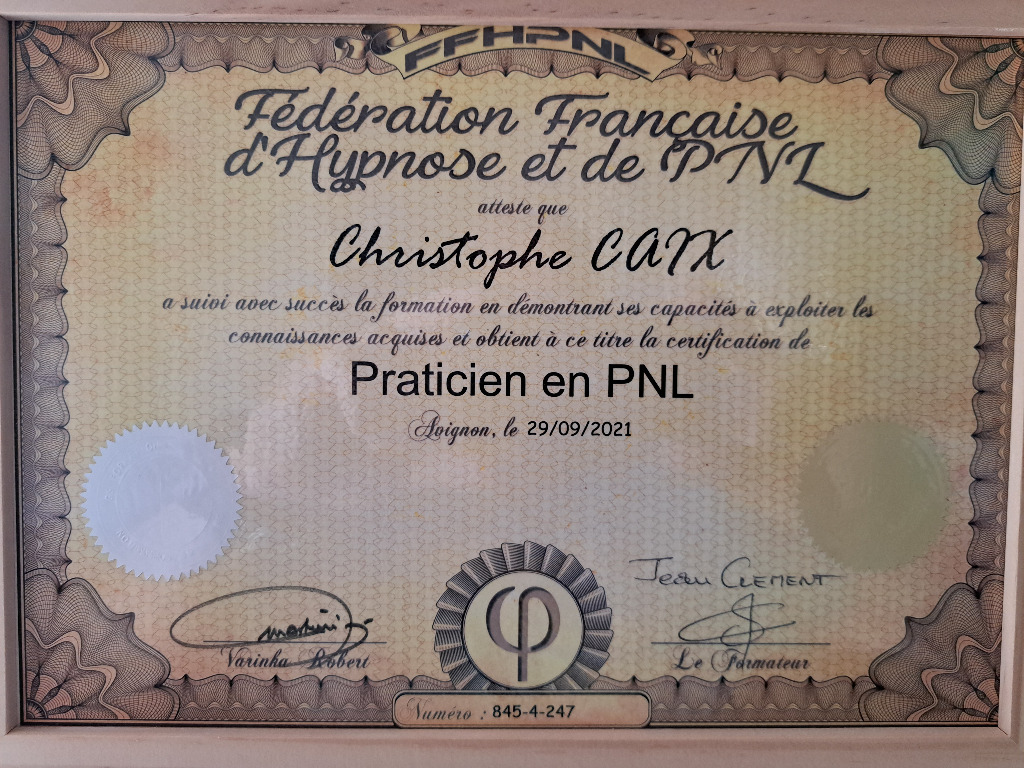 FFHPNL
Fédération Française
d'Hypnose et de PNL
atteste que
Christophe CAIX
a suivi avec succès la formation en démontrant ses capacités à exploiter les
connaissances acquises et obtient à ce titre la certification de
Praticien en PNL
Avignon, le 29/09/2021
Jean CLEMENT
Varinka Robert
Le Formateur
φ
Numéro : 845-4-247